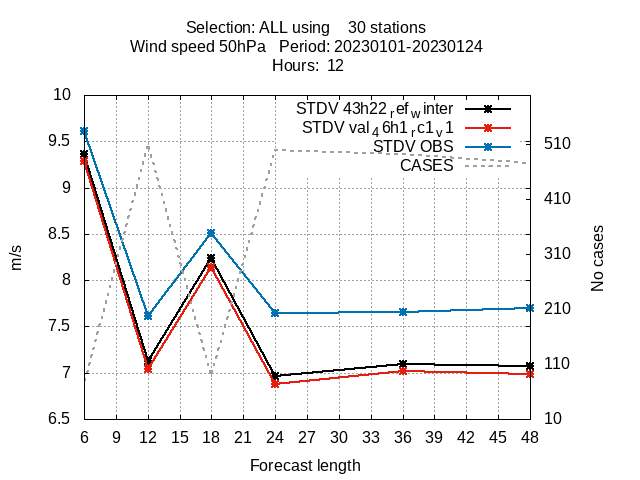 Selection: ALL using    30 stations
Wind speed 50hPa   Period: 20230101-20230124
Hours:  12
STDV 43h22refwinter
STDV val46h1rc1v1
STDV OBS
CASES
10
9.5
9
8.5
8
7.5
7
6.5
m/s
510
410
310
210
110
10
No cases
6 9 12 15 18 21 24 27 30 33 36 39 42 45 48
Forecast length